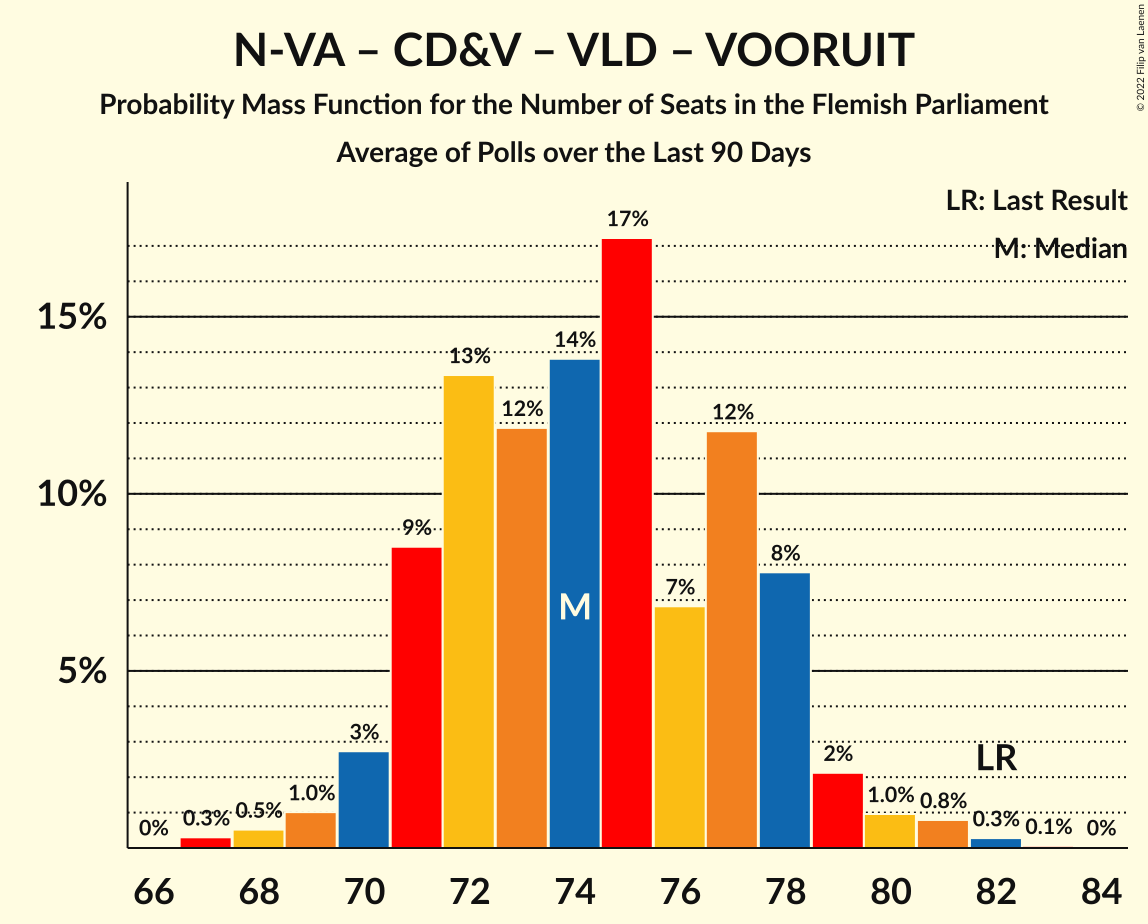 N-VA – CD&V – VLD – VOORUIT
Probability Mass Function for the Number of Seats in the Flemish Parliament
Average of Polls over the Last 90 Days
© 2022 Filip van Laenen
LR: Last Result
M: Median
17%
15%
14%
13%
12%
12%
10%
9%
8%
7%
M
5%
3%
2%
LR
1.0%
1.0%
0.8%
0.5%
0.3%
0.3%
0.1%
0%
0%
66 68 70 72 74 76 78 80 82 84